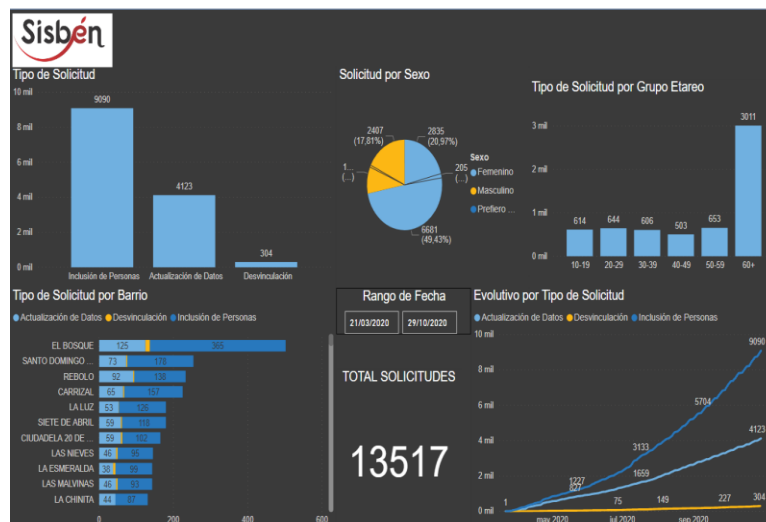 Sisbén
Tipo de Solicitud
10 mil
8 mil
6 mil
4 mil
2 mil
0 mil
9090
4123
304
Inclusión de Personas
Actualización de Datos
Desvinculación
Solicitud por Sexo
2407
(17,81%)
2835
(20,97%)
1...
(...)
205
(...)
6681
(49,43%)
Sexo
Femenino
Masculino
Prefiero ...
Tipo de Solicitud por Grupo Etareo
3 mil
2 mil
1 mil
0 mil
614
644
606
503
653
3011
10-19
20-29
30-39
40-49
50-59
60+
Tipo de Solicitud por Barrio
Actualización de Datos Desvinculación Inclusión de Personas
EL BOSQUE 125 365
SANTO DOMINGO ... 73 178
REBOLO 92 138
CARRIZAL 65 157
LA LUZ 53 126
SIETE DE ABRIL 59 118
CIUDADELA 20 DE ... 59 102
LAS NIEVES 46 95
LA ESMERALDA 38 99
LAS MALVINAS 46 93
LA CHINITA 44 87
0 200 400 600
Rango de Fecha
21/03/2020 29/10/2020
TOTAL SOLICITUDES
13517
Evolutivo por Tipo de Solicitud
Actualización de Datos Desvinculación Inclusión de Personas
10 mil
8 mil
6 mil
4 mil
2 mil
0 mil
9090
5704
4123
3133
1659
1227
827
1
75
149
227
304
may 2020 jul 2020 sep 2020